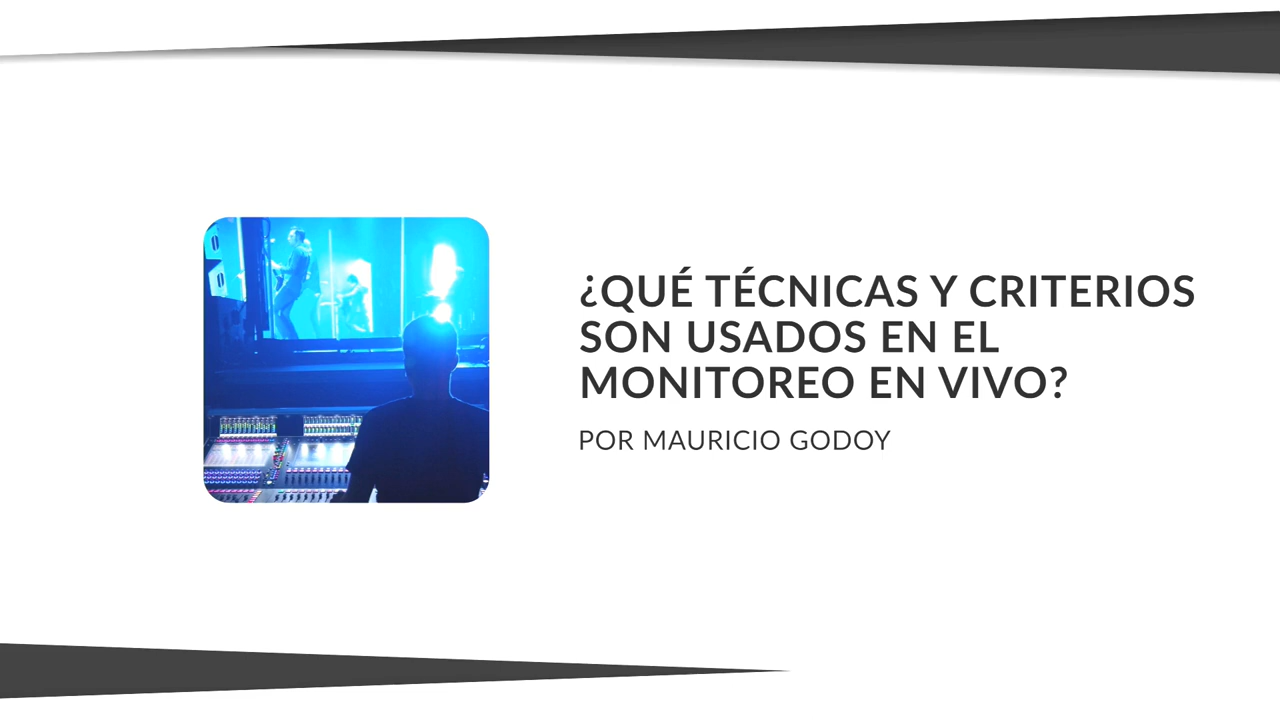 ¿QUÉ TÉCNICAS Y CRITERIOS
SON USADOS EN EL
MONITOREO EN VIVO?
POR MAURICIO GODOY